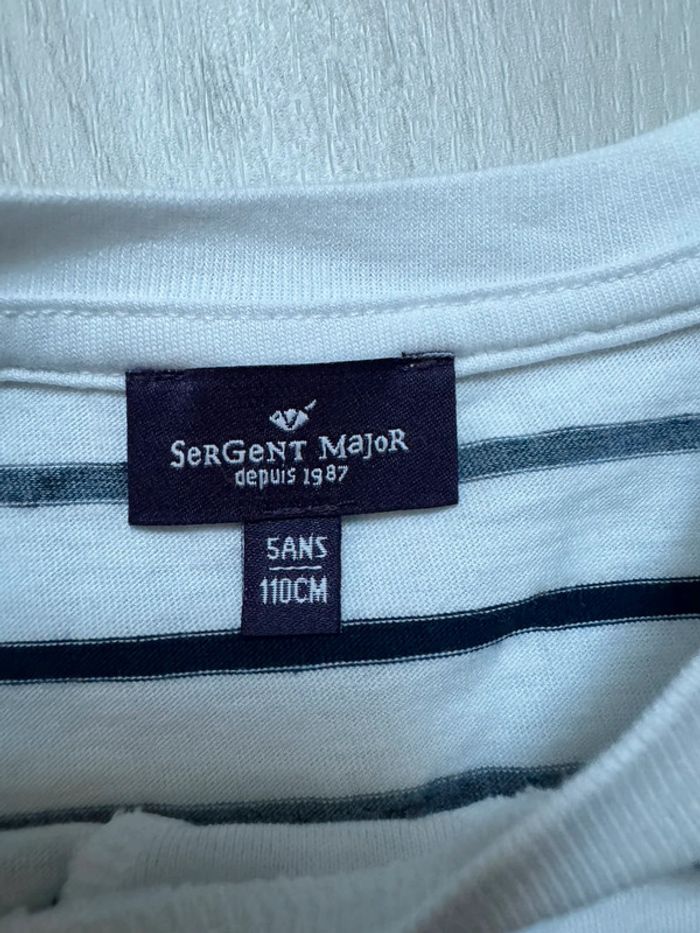 SerGenT MajoR
depuis 1987
5ANS
110CM